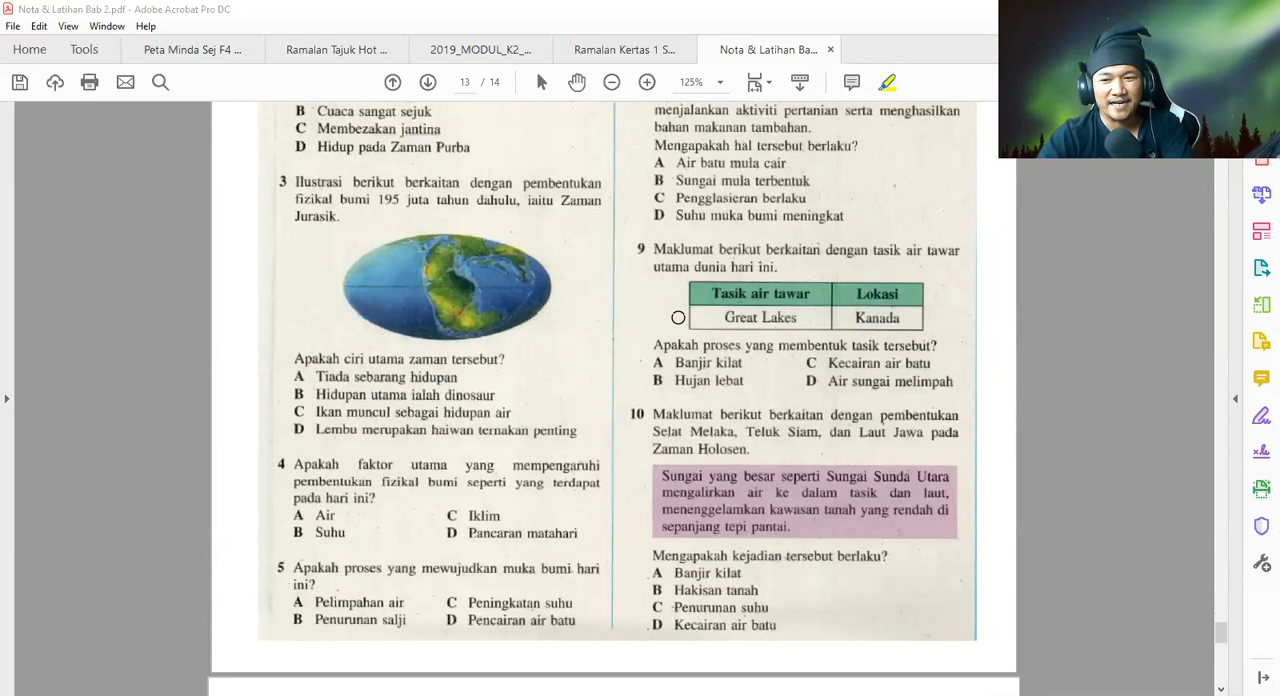 Nota & Latihan Bab 2.pdf - Adobe Acrobat Pro DC
File Edit View Window Help
Home Tools Peta Minda Sej F4 ... Ramalan Tajuk Hot ... 2019_MODUL_K2_... Ramalan Kertas 1 S... Nota & Latihan Ba... ×
13 / 14 125%
B Cuaca sangat sejuk
C Membezakan jantina
D Hidup pada Zaman Purba
3 Ilustrasi berikut berkaitan dengan pembentukan
fizikal bumi 195 juta tahun dahulu, iaitu Zaman
Jurasik.
Apakah ciri utama zaman tersebut?
A Tiada sebarang hidupan
B Hidupan utama ialah dinosaur
C Ikan muncul sebagai hidupan air
D Lembu merupakan haiwan ternakan penting
4 Apakah faktor utama yang mempengaruhi
pembentukan fizikal bumi seperti yang terdapat
pada hari ini?
A Air C Iklim
B Suhu D Pancaran matahari
5 Apakah proses yang mewujudkan muka bumi hari
ini?
A Pelimpahan air C Peningkatan suhu
B Penurunan salji D Pencairan air batu
menjalankan aktiviti pertanian serta menghasilkan
bahan makanan tambahan.
Mengapakah hal tersebut berlaku?
A Air batu mula cair
B Sungai mula terbentuk
C Pengglasieran berlaku
D Suhu muka bumi meningkat
9 Maklumat berikut berkaitan dengan tasik air tawar
utama dunia hari ini.
Tasik air tawar Lokasi
Great Lakes Kanada
Apakah proses yang membentuk tasik tersebut?
A Banjir kilat C Kecairan air batu
B Hujan lebat D Air sungai melimpah
10 Maklumat berikut berkaitan dengan pembentukan
Selat Melaka, Teluk Siam, dan Laut Jawa pada
Zaman Holosen.
Sungai yang besar seperti Sungai Sunda Utara
mengalirkan air ke dalam tasik dan laut,
menenggelamkan kawasan tanah yang rendah di
sepanjang tepi pantai.
Mengapakah kejadian tersebut berlaku?
A Banjir kilat
B Hakisan tanah
C Penurunan suhu
D Kecairan air batu